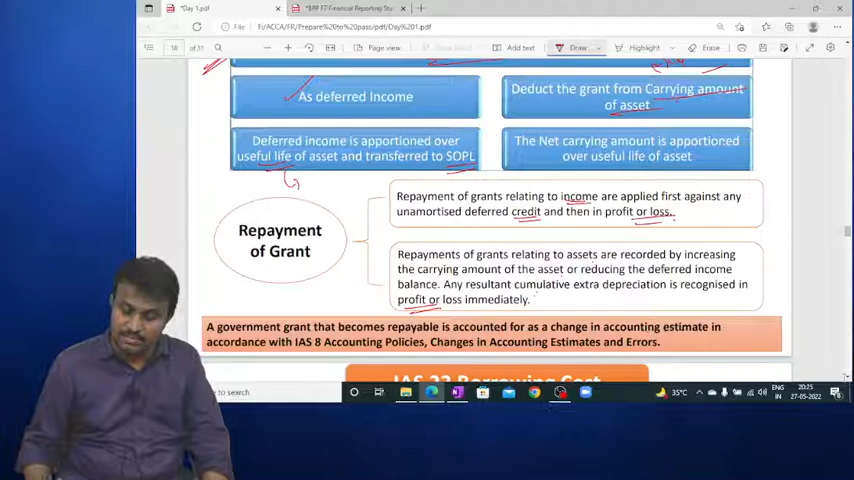 *Day 1.pdf
*BPP F7 Financial Reporting Stu
File
F:/ACCA/FR/Prepare%20to%20pass/pdf/Day%201.pdf
18 of 31
Page view
Add text
Draw
Highlight
Erase
As deferred Income
Deduct the grant from Carrying amount
of asset
Deferred income is apportioned over
useful life of asset and transferred to SOPL
The Net carrying amount is apportioned
over useful life of asset
Repayment
of Grant
Repayment of grants relating to income are applied first against any
unamortised deferred credit and then in profit or loss.
Repayments of grants relating to assets are recorded by increasing
the carrying amount of the asset or reducing the deferred income
balance. Any resultant cumulative extra depreciation is recognised in
profit or loss immediately.
A government grant that becomes repayable is accounted for as a change in accounting estimate in
accordance with IAS 8 Accounting Policies, Changes in Accounting Estimates and Errors.
IAS 23 Borrowing Cost
to search
35°C
ENG
IN
20:25
27-05-2022